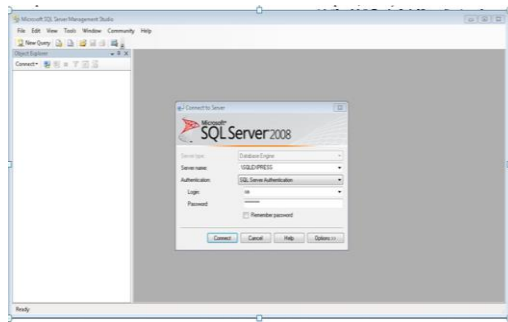 Microsoft SQL Server Management Studio
File Edit View Tools Window Community Help
New Query
Object Explorer
Connect
Connect to Server
Microsoft
SQL Server 2008
Server type: Database Engine
Server name: .\SQLEXPRESS
Authentication: SQL Server Authentication
Login: sa
Password:
Remember password
Connect Cancel Help Options >>
Ready